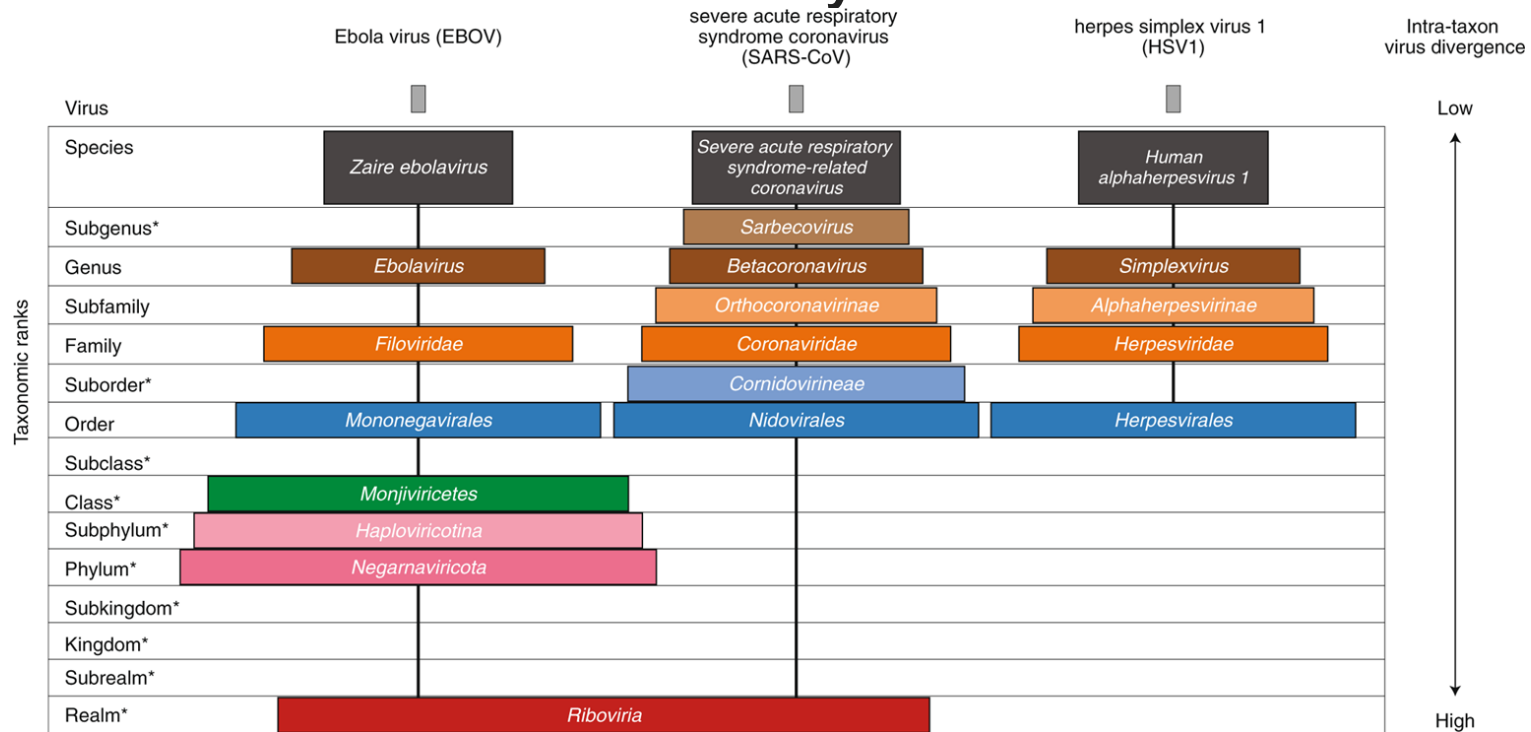 Ebola virus (EBOV)
severe acute respiratory
syndrome coronavirus
(SARS-CoV)
herpes simplex virus 1
(HSV1)
Intra-taxon
virus divergence
Virus
Low
Taxonomic ranks
Species
Zaire ebolavirus
Severe acute respiratory
syndrome-related
coronavirus
Human
alphaherpesvirus 1
Subgenus*
Sarbecovirus
Genus
Ebolavirus
Betacoronavirus
Simplexvirus
Subfamily
Orthocoronavirinae
Alphaherpesvirinae
Family
Filoviridae
Coronaviridae
Herpesviridae
Suborder*
Cornidovirineae
Order
Mononegavirales
Nidovirales
Herpesvirales
Subclass*
Class*
Monjiviricetes
Subphylum*
Haploviricotina
Phylum*
Negarnaviricota
Subkingdom*
Kingdom*
Subrealm*
Realm*
Riboviria
High